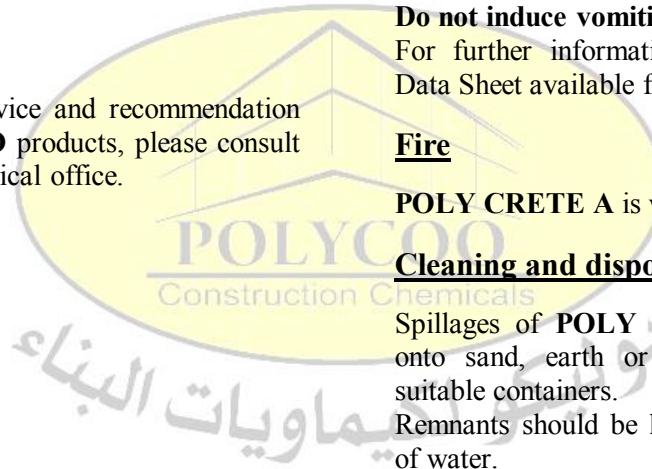 vice and recommendation
products, please consult
ical office.
Do not induce vomiti
For further informati
Data Sheet available f
Fire
POLY CRETE A is
Cleaning and dispo
Spillages of POLY
onto sand, earth or
suitable containers.
Remnants should be
of water.
POLYCOO
Construction Chemicals
بوليكو لكيماويات البناء